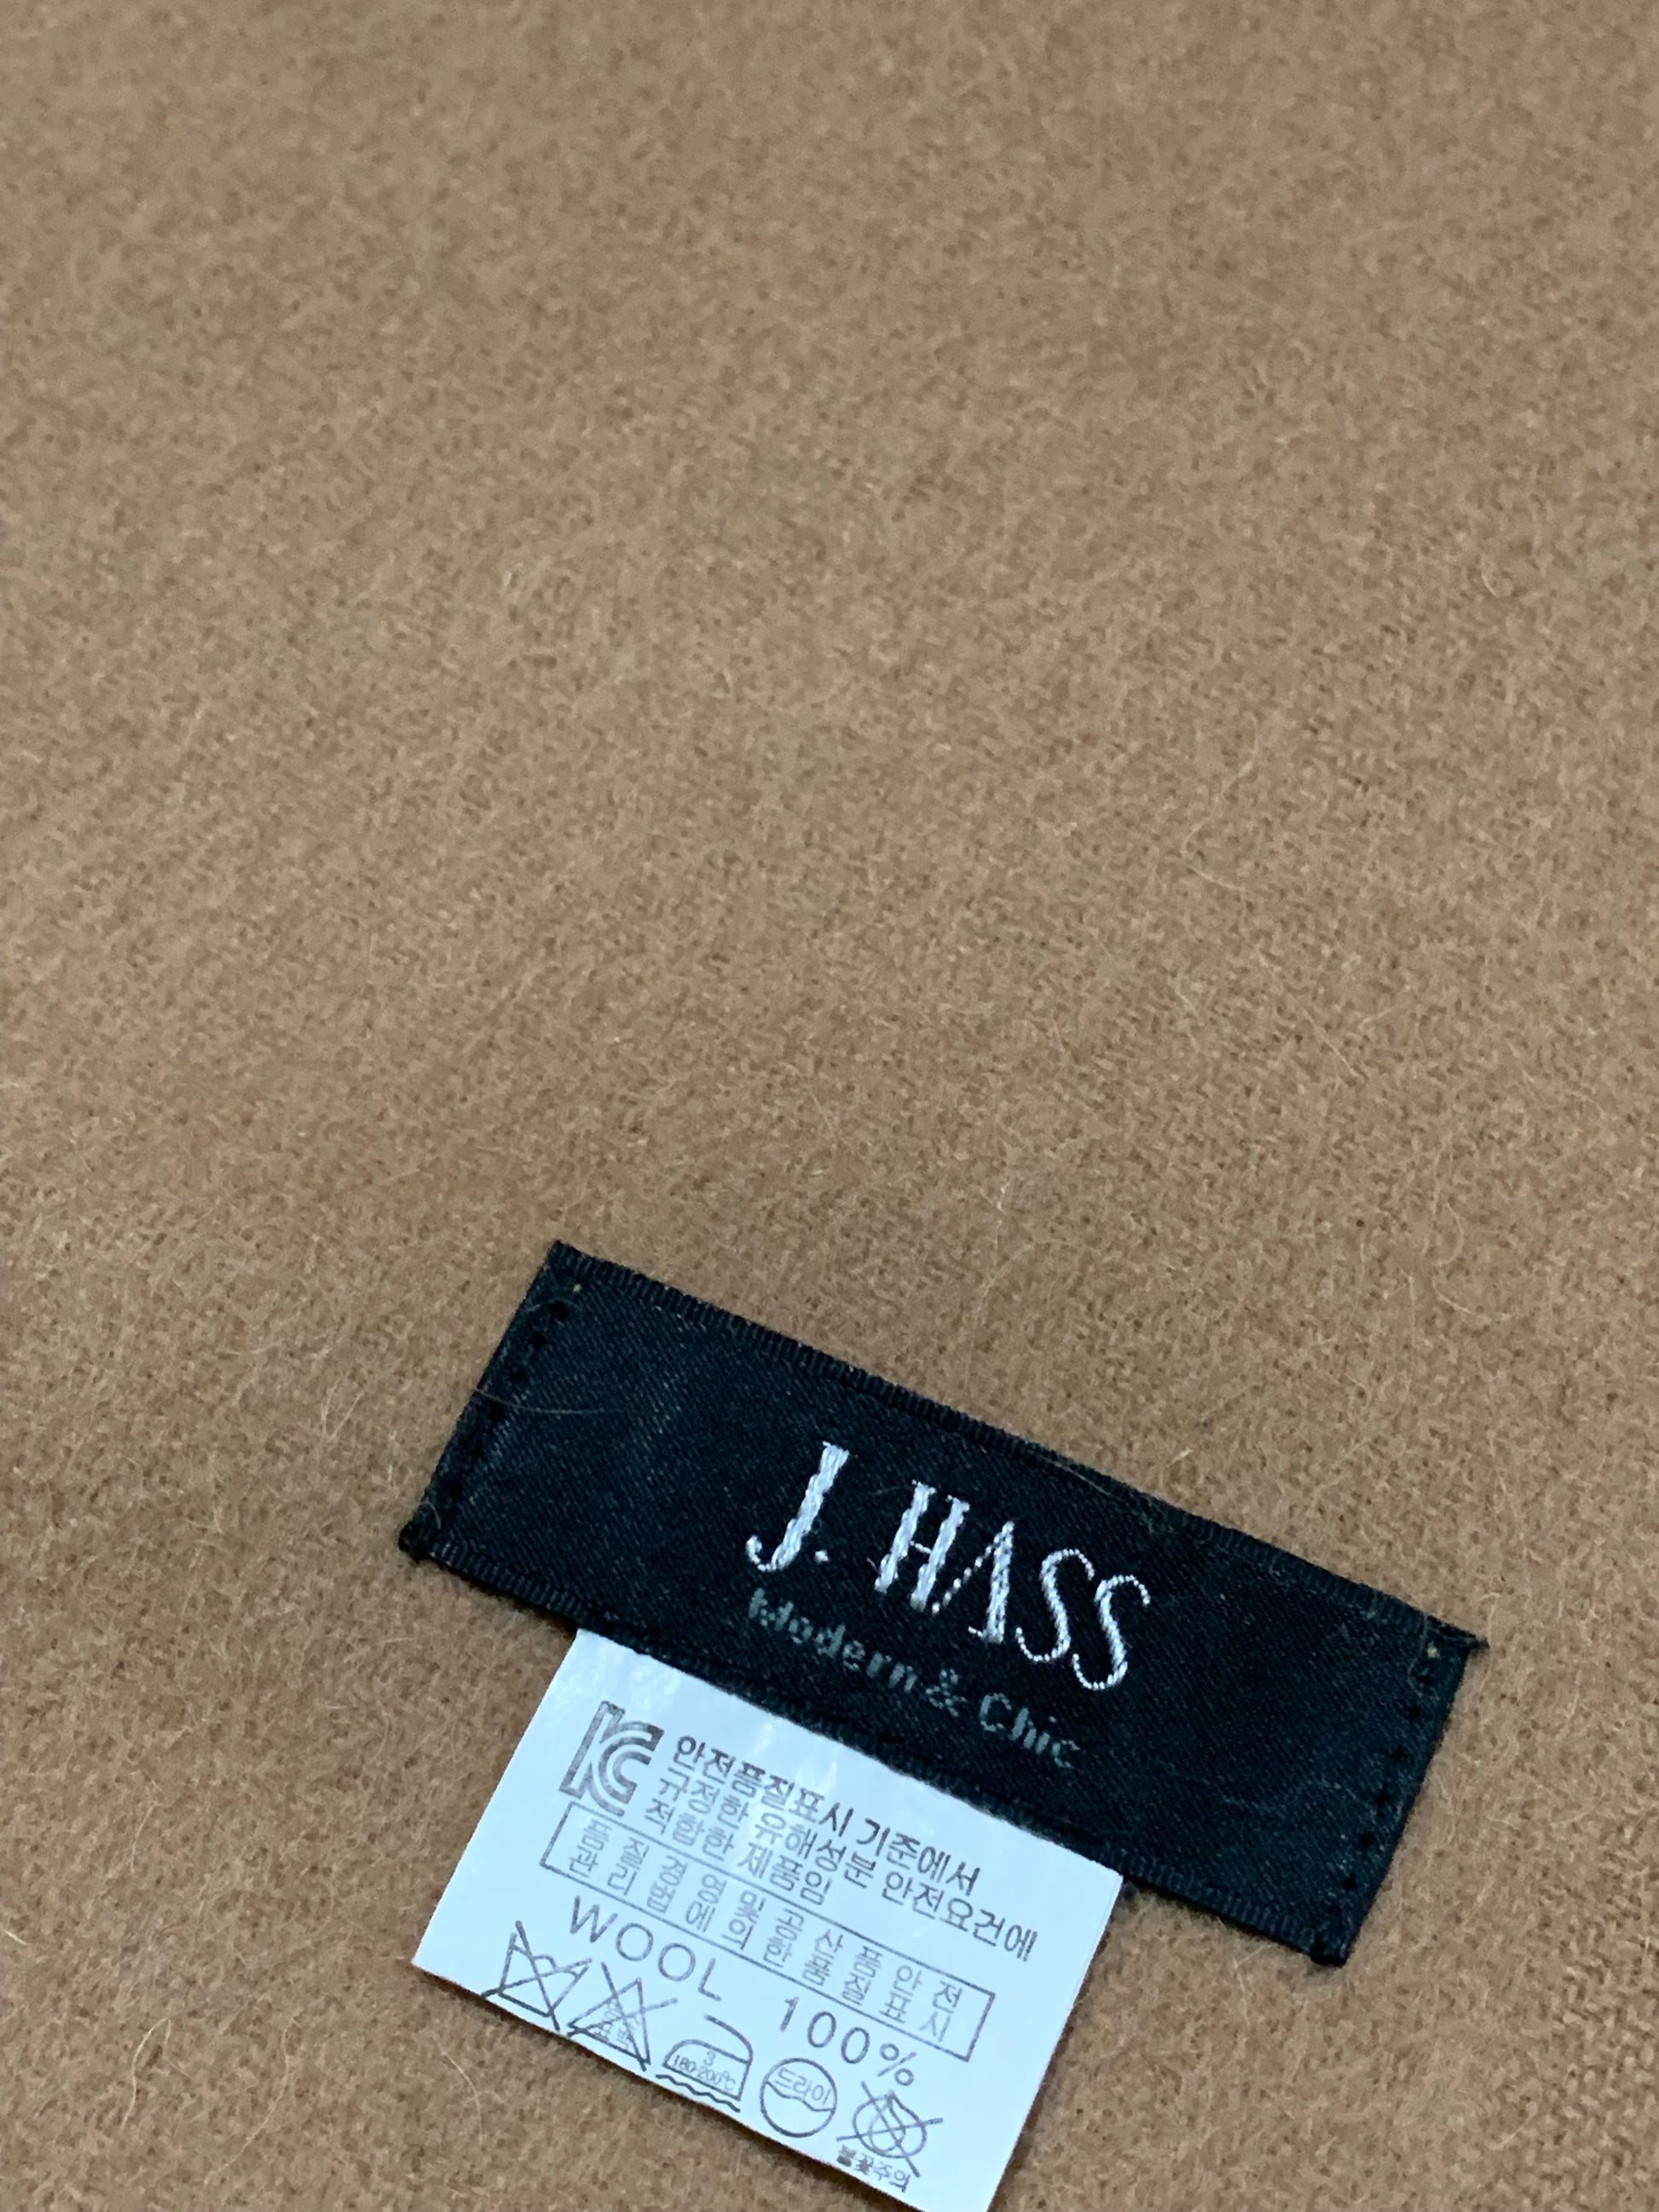 J. HASS
Modern & Chic
KC 안전품질표시 기준에서
규정한 유해성분 안전요건에
적합한 제품임
품질경영 및 공산품안전
관리법에 의한 품질표시
WOOL 100%
3
180-200℃
드라이
불꽃주의